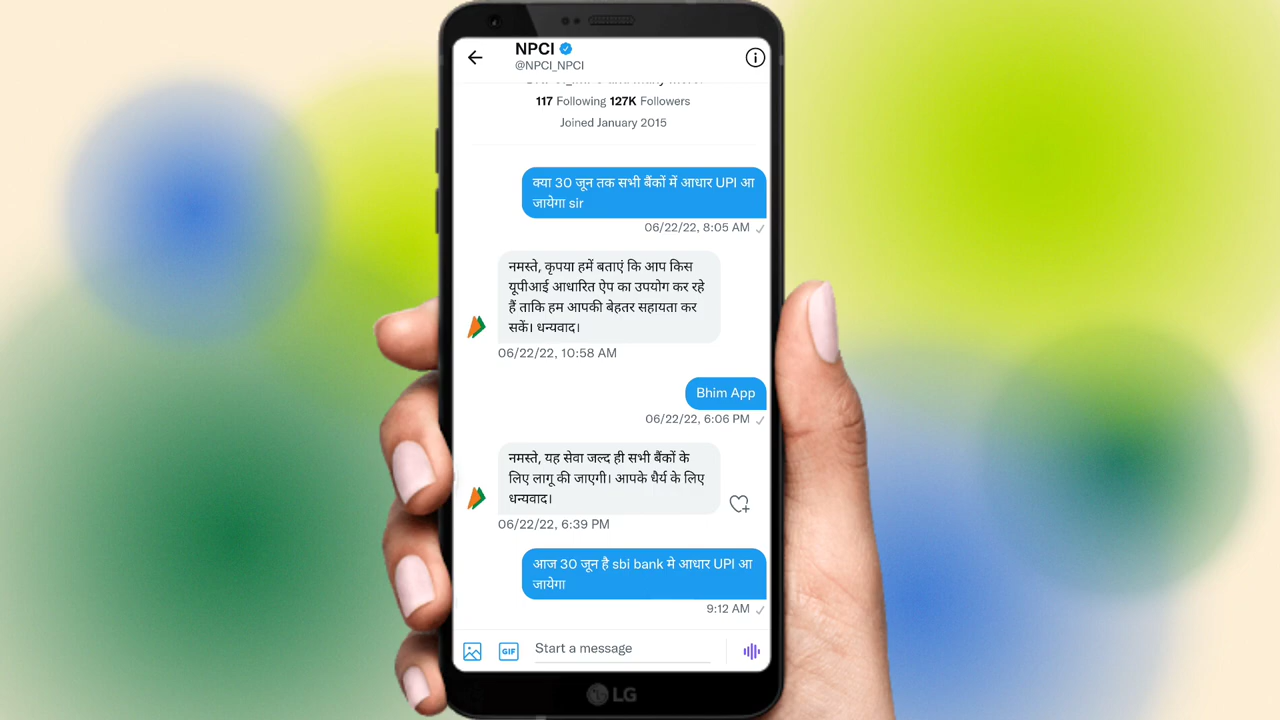 NPCI
@NPCI_NPCI
117 Following 127K Followers
Joined January 2015
क्या 30 जून तक सभी बैंकों में आधार UPI आ
जायेगा sir
06/22/22, 8:05 AM
नमस्ते, कृपया हमें बताएं कि आप किस
यूपीआई आधारित ऐप का उपयोग कर रहे
हैं ताकि हम आपकी बेहतर सहायता कर
सकें। धन्यवाद।
06/22/22, 10:58 AM
Bhim App
06/22/22, 6:06 PM
नमस्ते, यह सेवा जल्द ही सभी बैंकों के
लिए लागू की जाएगी। आपके धैर्य के लिए
धन्यवाद।
06/22/22, 6:39 PM
आज 30 जून है sbi bank मे आधार UPI आ
जायेगा
9:12 AM
GIF
Start a message
LG